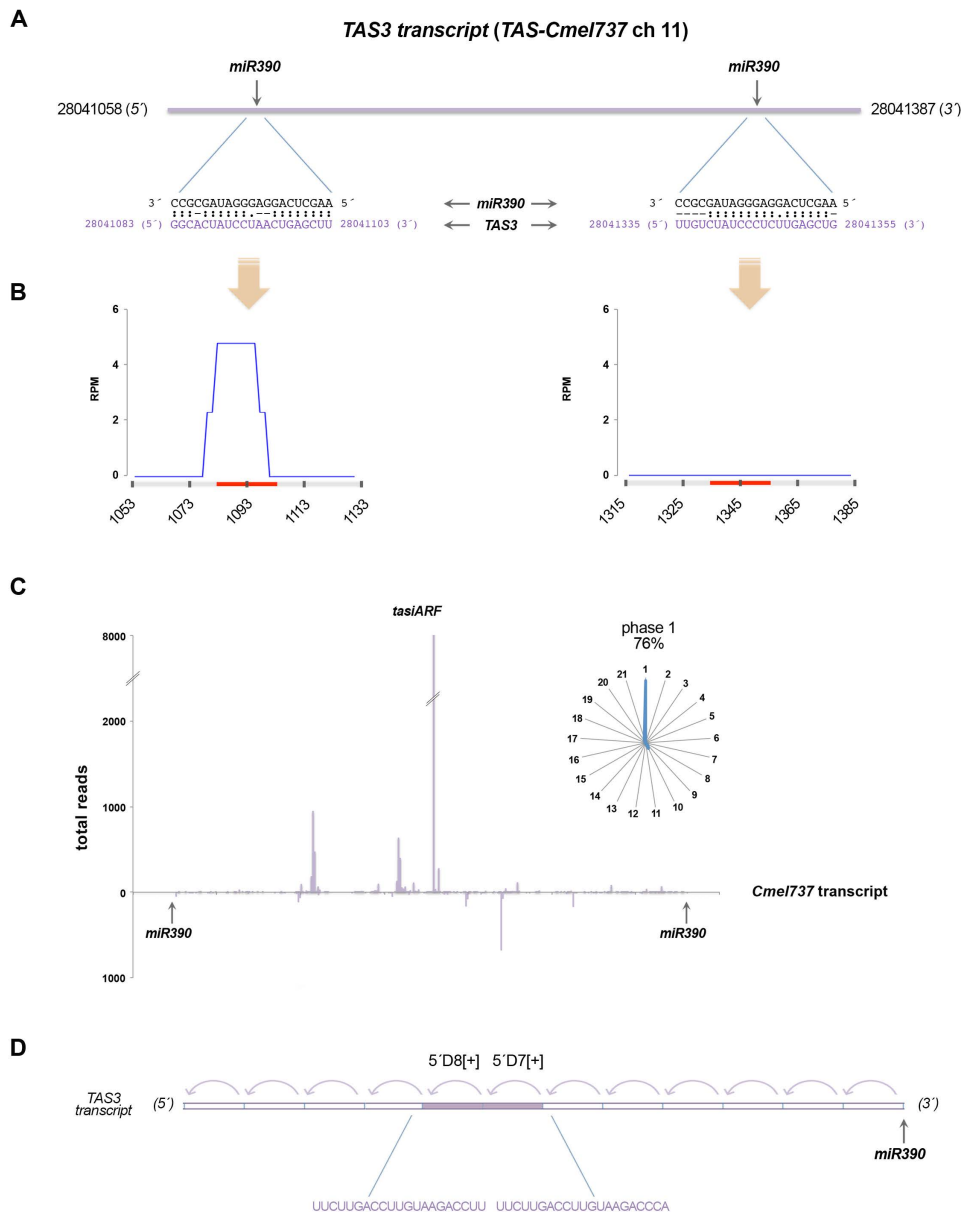 A
TAS3 transcript (TAS-Cmel737 ch 11)
miR390 miR390
28041058 (5´) 28041387 (3´)
3´ CCGCGAUAGGGAGGACUCGAA 5´ miR390 3´ CCGCGAUAGGGAGGACUCGAA 5´
:::-::::::.--::::::: ----::::::::.::::::-
28041083 (5´) GGCACUAUCCUAACUGAGCUU 28041103 (3´) TAS3 28041335 (5´) UUGUCUAUCCCUCUUGAGCUG 28041355 (3´)
B
6 6
4 4
RPM RPM
2 2
0 0
1053 1073 1093 1113 1133 1315 1325 1345 1365 1385
C
tasiARF
phase 1
76%
8000
2000
1000
0
1000
total reads
1 2 3 4 5 6 7 8 9 10 11 12 13 14 15 16 17 18 19 20 21
Cmel737 transcript
miR390 miR390
D
5´D8[+] 5´D7[+]
TAS3
transcript
(5´) (3´)
miR390
UUCUUGACCUUGUAAGACCUU UUCUUGACCUUGUAAGACCCA